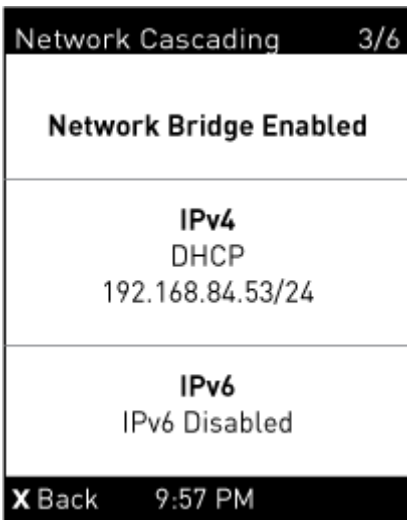 Network Cascading 3/6
Network Bridge Enabled
IPv4
DHCP
192.168.84.53/24
IPv6
IPv6 Disabled
X Back 9:57 PM